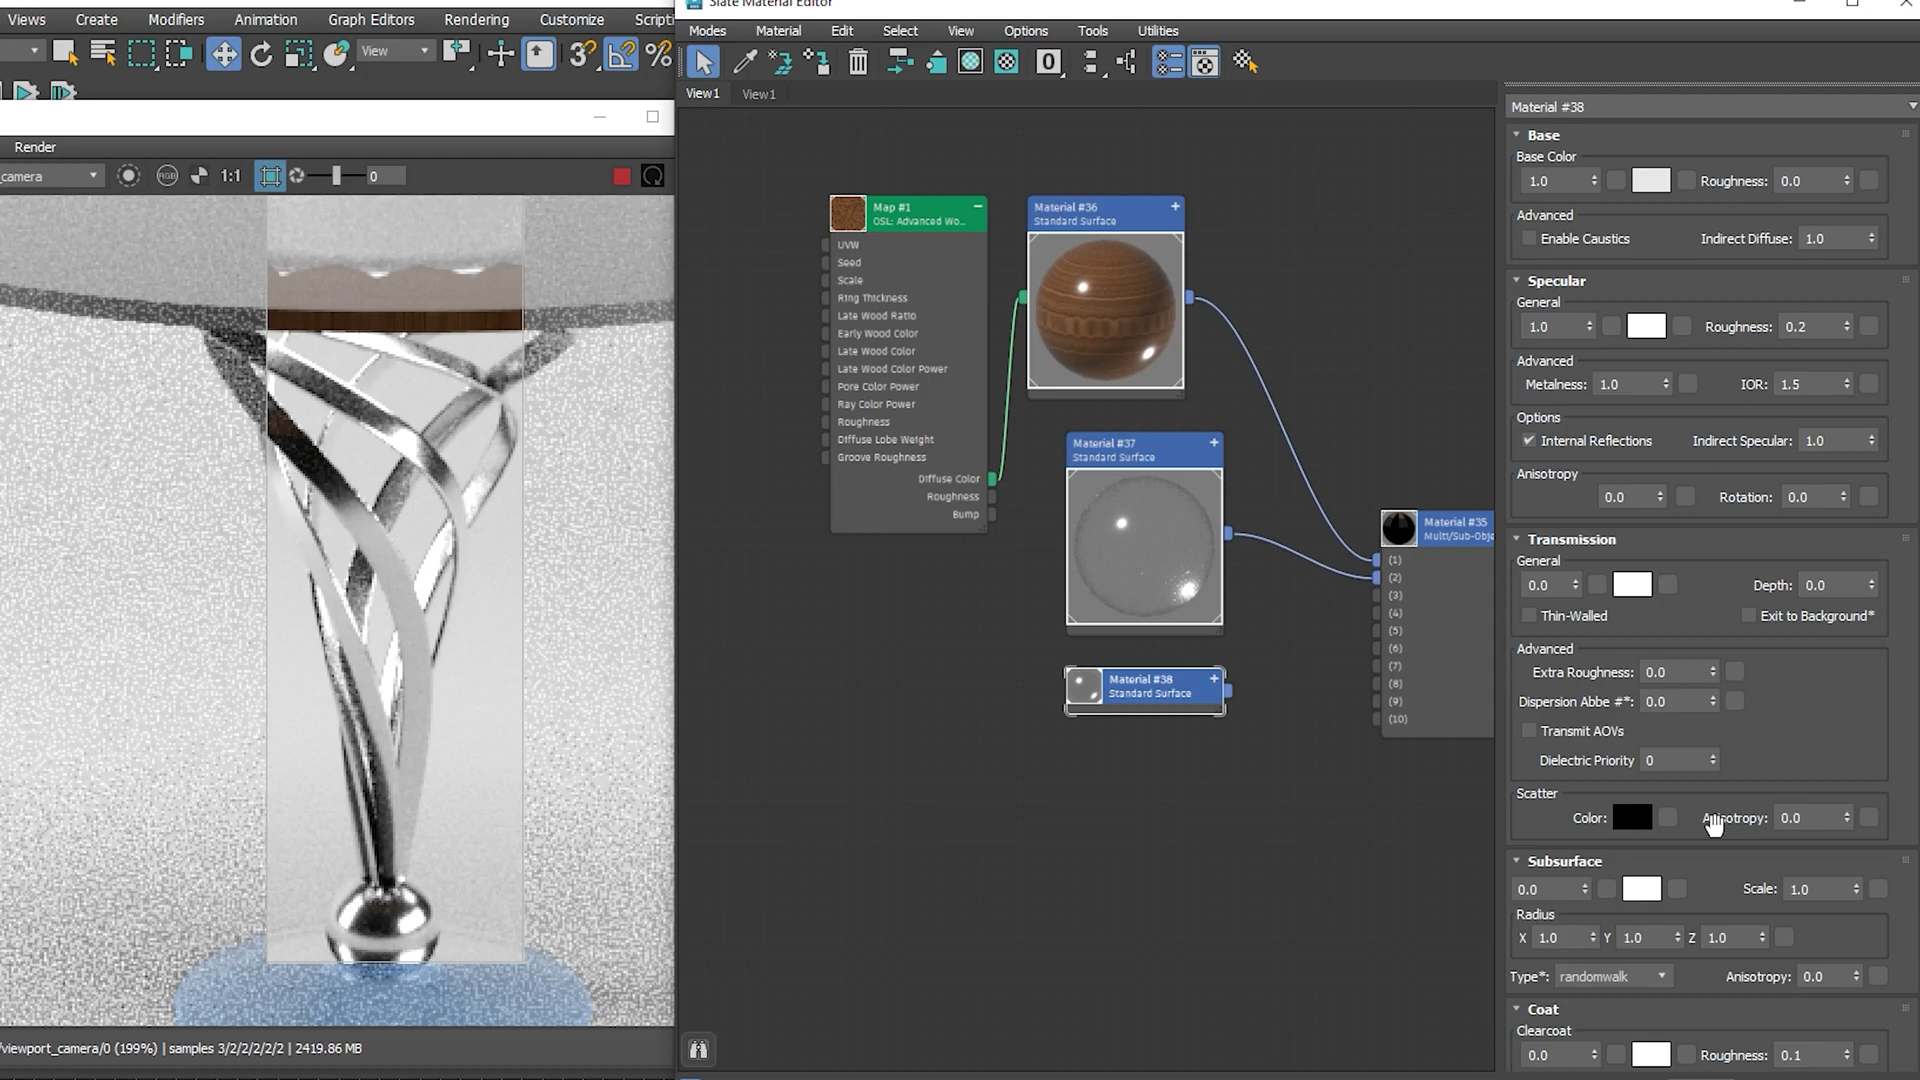 Slate Material Editor
Views Create Modifiers Animation Graph Editors Rendering Customize Scripti
Modes Material Edit Select View Options Tools Utilities
View
3
%
0
View1 View1
Render
camera
RGB
1:1
0
Material #38
Base
Base Color
1.0 Roughness: 0.0
Advanced
Enable Caustics Indirect Diffuse: 1.0
Specular
General
1.0 Roughness: 0.2
Advanced
Metalness: 1.0 IOR: 1.5
Options
Internal Reflections Indirect Specular: 1.0
Anisotropy
0.0 Rotation: 0.0
Transmission
General
0.0 Depth: 0.0
Thin-Walled Exit to Background*
Advanced
Extra Roughness: 0.0
Dispersion Abbe #*: 0.0
Transmit AOVs
Dielectric Priority 0
Scatter
Color: Anisotropy: 0.0
Subsurface
0.0 Scale: 1.0
Radius
X 1.0 Y 1.0 Z 1.0
Type*: randomwalk Anisotropy: 0.0
Coat
Clearcoat
0.0 Roughness: 0.1
Map #1
OSL: Advanced Wo...
UVW
Seed
Scale
Ring Thickness
Late Wood Ratio
Early Wood Color
Late Wood Color
Late Wood Color Power
Pore Color Power
Ray Color Power
Roughness
Diffuse Lobe Weight
Groove Roughness
Diffuse Color
Roughness
Bump
Material #36
Standard Surface
Material #37
Standard Surface
Material #38
Standard Surface
Material #35
Multi/Sub-Obje
(1)
(2)
(3)
(4)
(5)
(6)
(7)
(8)
(9)
(10)
/viewport_camera/0 (199%) | samples 3/2/2/2/2/2 | 2419.86 MB